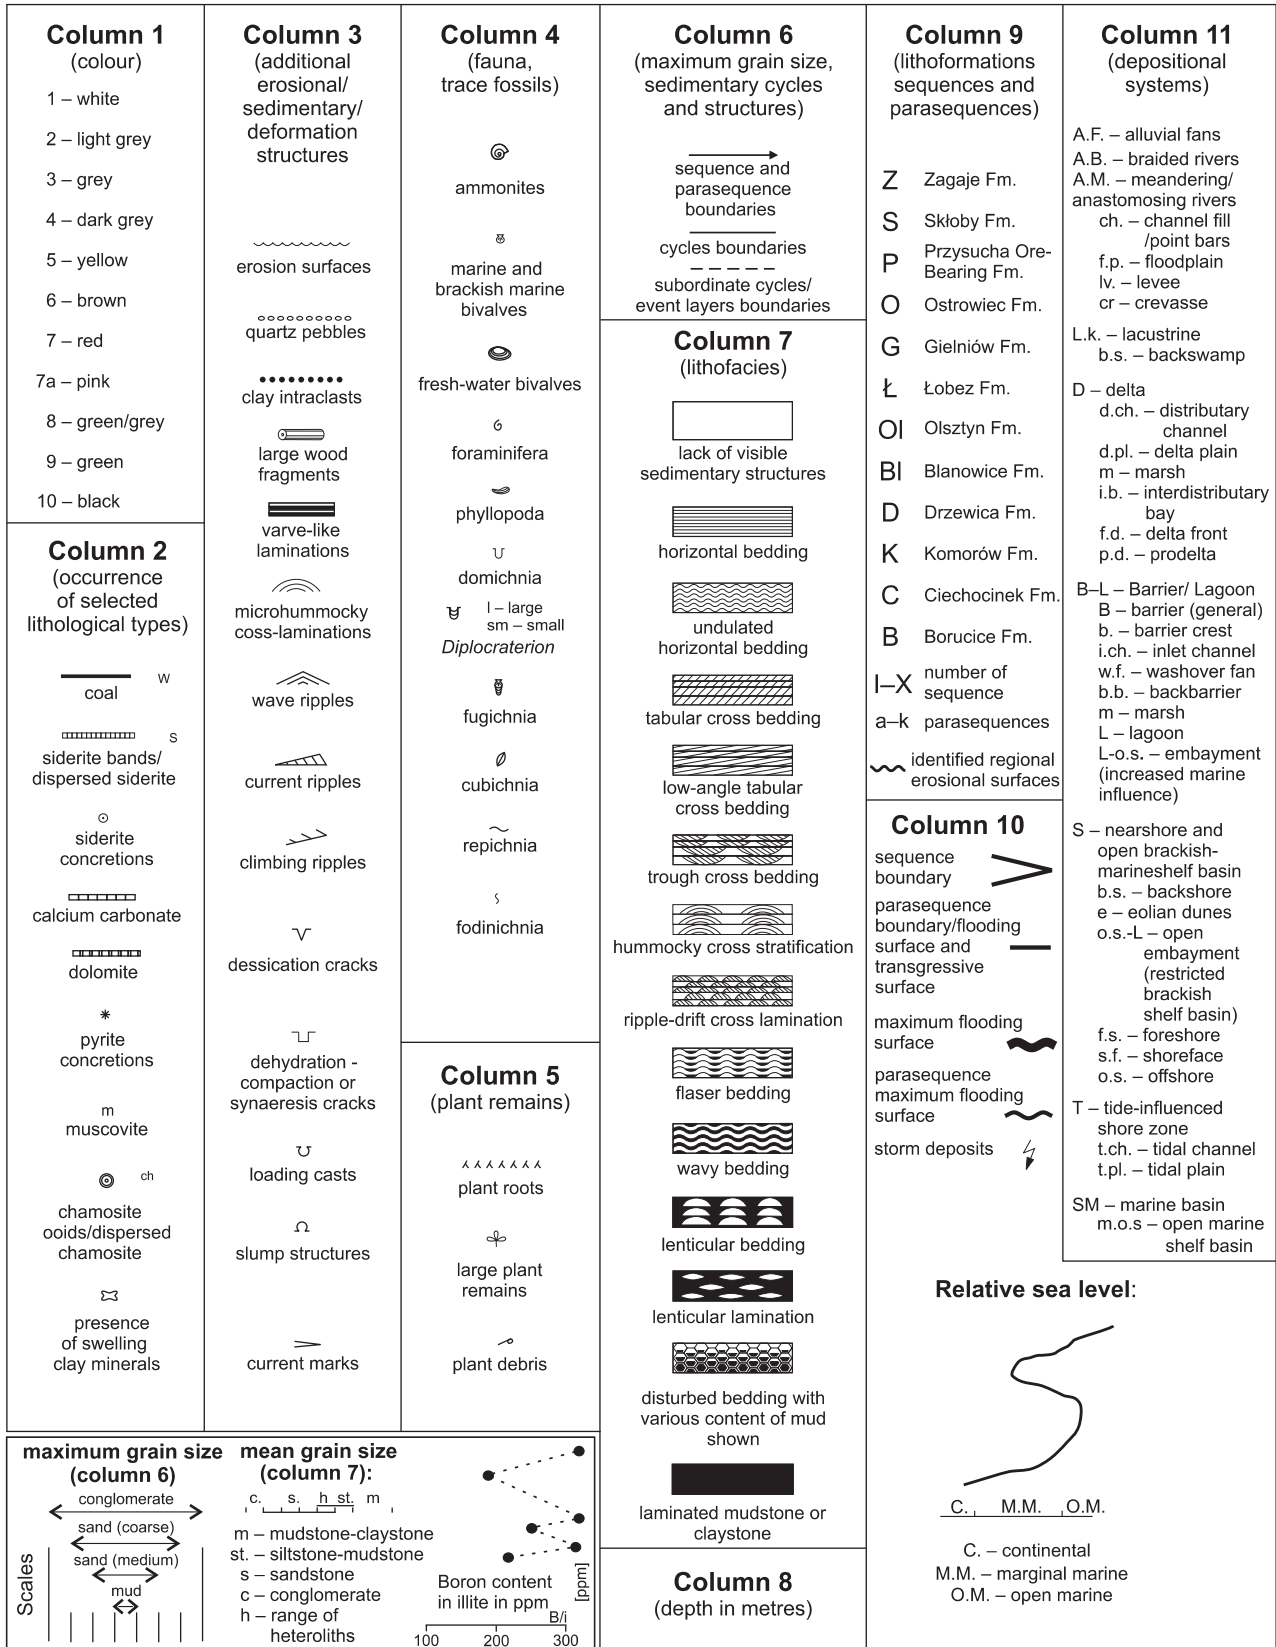 Column 1
(colour)
1 – white
2 – light grey
3 – grey
4 – dark grey
5 – yellow
6 – brown
7 – red
7a – pink
8 – green/grey
9 – green
10 – black
Column 2
(occurrence
of selected
lithological types)
W
coal
S
siderite bands/
dispersed siderite
siderite
concretions
calcium carbonate
dolomite
pyrite
concretions
m
muscovite
ch
chamosite
ooids/dispersed
chamosite
presence
of swelling
clay minerals
Column 3
(additional
erosional/
sedimentary/
deformation
structures
erosion surfaces
quartz pebbles
clay intraclasts
large wood
fragments
varve-like
laminations
microhummocky
coss-laminations
wave ripples
current ripples
climbing ripples
dessication cracks
dehydration -
compaction or
synaeresis cracks
loading casts
slump structures
current marks
Column 4
(fauna,
trace fossils)
ammonites
marine and
brackish marine
bivalves
fresh-water bivalves
foraminifera
phyllopoda
domichnia
l – large
sm – small
Diplocraterion
fugichnia
cubichnia
repichnia
fodinichnia
Column 5
(plant remains)
plant roots
large plant
remains
plant debris
Column 6
(maximum grain size,
sedimentary cycles
and structures)
sequence and
parasequence
boundaries
cycles boundaries
subordinate cycles/
event layers boundaries
Column 7
(lithofacies)
lack of visible
sedimentary structures
horizontal bedding
undulated
horizontal bedding
tabular cross bedding
low-angle tabular
cross bedding
trough cross bedding
hummocky cross stratification
ripple-drift cross lamination
flaser bedding
wavy bedding
lenticular bedding
lenticular lamination
disturbed bedding with
various content of mud
shown
laminated mudstone or
claystone
Column 8
(depth in metres)
Column 9
(lithoformations
sequences and
parasequences)
Z Zagaje Fm.
S Skłoby Fm.
P Przysucha Ore-
Bearing Fm.
O Ostrowiec Fm.
G Gielniów Fm.
Ł Łobez Fm.
Ol Olsztyn Fm.
Bl Blanowice Fm.
D Drzewica Fm.
K Komorów Fm.
C Ciechocinek Fm.
B Borucice Fm.
I–X number of
sequence
a–k parasequences
identified regional
erosional surfaces
Column 10
sequence
boundary
parasequence
boundary/flooding
surface and
transgressive
surface
maximum flooding
surface
parasequence
maximum flooding
surface
storm deposits
Column 11
(depositional
systems)
A.F. – alluvial fans
A.B. – braided rivers
A.M. – meandering/
anastomosing rivers
ch. – channel fill
/point bars
f.p. – floodplain
lv. – levee
cr – crevasse
L.k. – lacustrine
b.s. – backswamp
D – delta
d.ch. – distributary
channel
d.pl. – delta plain
m – marsh
i.b. – interdistributary
bay
f.d. – delta front
p.d. – prodelta
B–L – Barrier/ Lagoon
B – barrier (general)
b. – barrier crest
i.ch. – inlet channel
w.f. – washover fan
b.b. – backbarrier
m – marsh
L – lagoon
L-o.s. – embayment
(increased marine
influence)
S – nearshore and
open brackish-
marineshelf basin
b.s. – backshore
e – eolian dunes
o.s.-L – open
embayment
(restricted
brackish
shelf basin)
f.s. – foreshore
s.f. – shoreface
o.s. – offshore
T – tide-influenced
shore zone
t.ch. – tidal channel
t.pl. – tidal plain
SM – marine basin
m.o.s – open marine
shelf basin
Relative sea level:
C. M.M. O.M.
C. – continental
M.M. – marginal marine
O.M. – open marine
maximum grain size
(column 6)
conglomerate
sand (coarse)
sand (medium)
mud
Scales
mean grain size
(column 7):
c. s. h st. m
m – mudstone-claystone
st. – siltstone-mudstone
s – sandstone
c – conglomerate
h – range of
heteroliths
Boron content
in illite in ppm
[ppm]
B/i
100 200 300